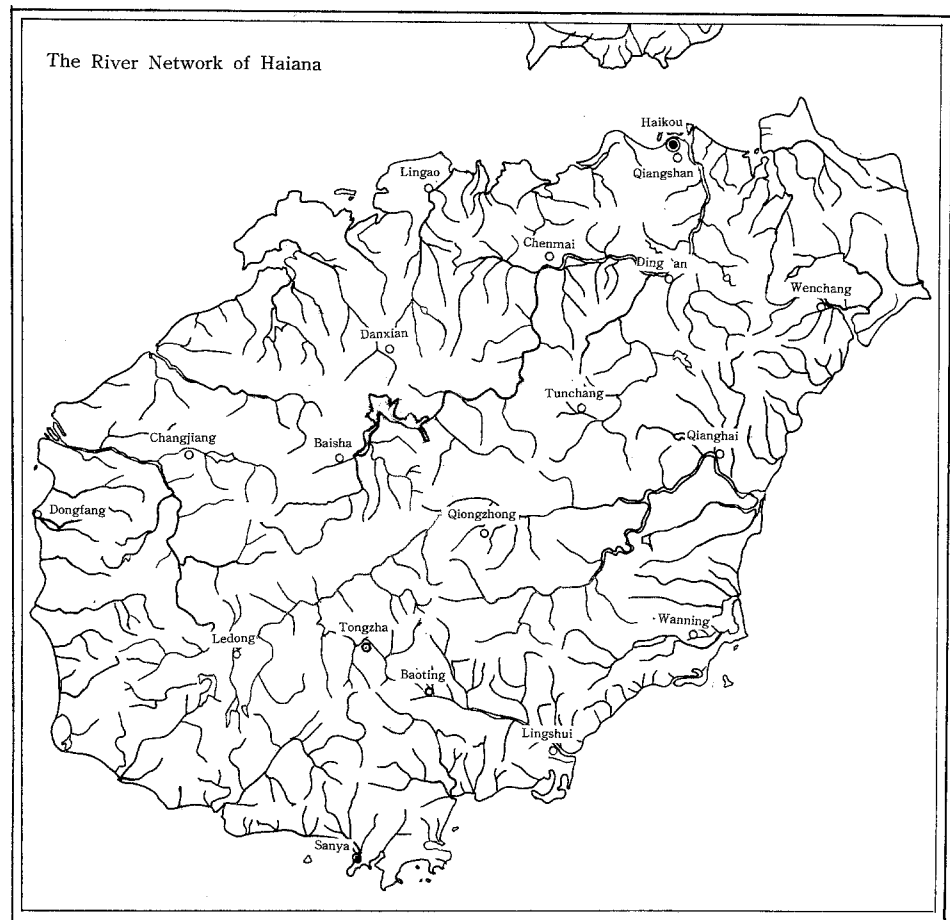 The River Network of Haiana
Haikou
Qiangshan
Lingao
Chenmai
Ding 'an
Wenchang
Danxian
Tunchang
Changjiang
Baisha
Qianghai
Dongfang
Qiongzhong
Wanning
Ledong
Tongzha
Baoting
Lingshui
Sanya